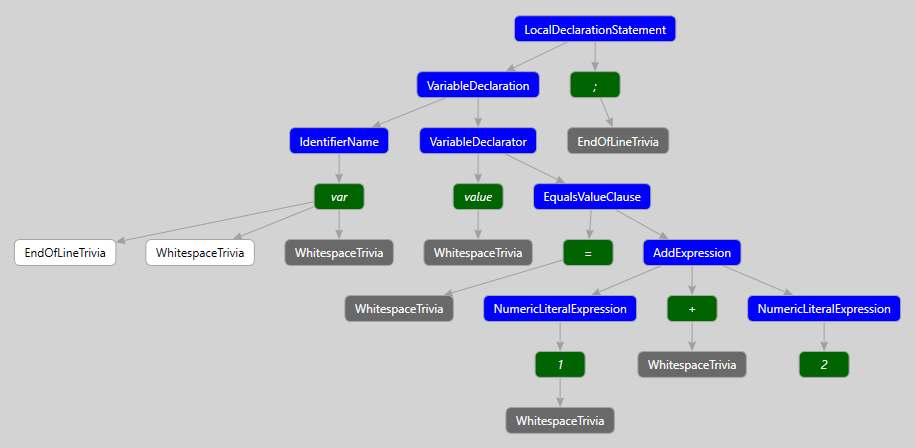 LocalDeclarationStatement
VariableDeclaration
;
IdentifierName
VariableDeclarator
EndOfLineTrivia
var
value
EqualsValueClause
EndOfLineTrivia
WhitespaceTrivia
WhitespaceTrivia
WhitespaceTrivia
=
AddExpression
WhitespaceTrivia
NumericLiteralExpression
+
NumericLiteralExpression
1
WhitespaceTrivia
2
WhitespaceTrivia